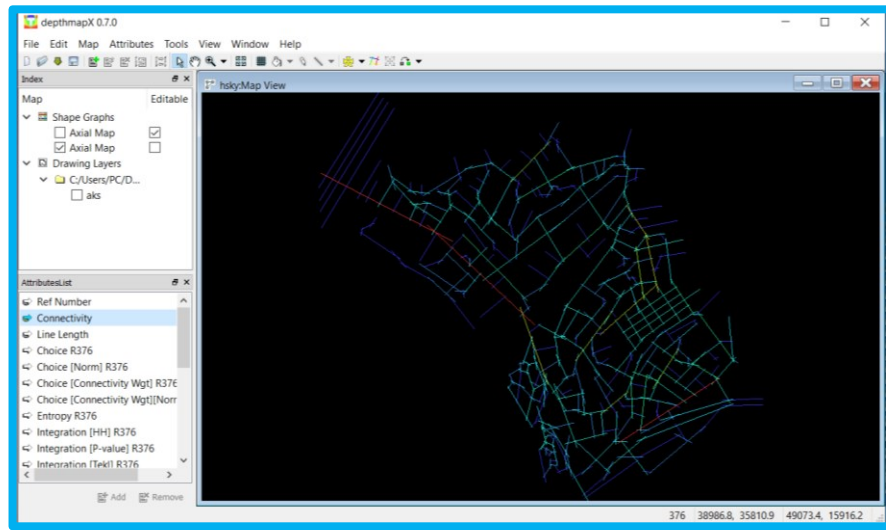 depthmapX 0.7.0
File Edit Map Attributes Tools View Window Help
Index
Map Editable
Shape Graphs
Axial Map
Axial Map
Drawing Layers
C:/Users/PC/D...
aks
AttributesList
Ref Number
Connectivity
Line Length
Choice R376
Choice [Norm] R376
Choice [Connectivity Wgt] R376
Choice [Connectivity Wgt][Norr
Entropy R376
Integration [HH] R376
Integration [P-value] R376
Integration [Tekl] R376
Add Remove
hsky:Map View
376 38986.8, 35810.9 49073.4, 15916.2